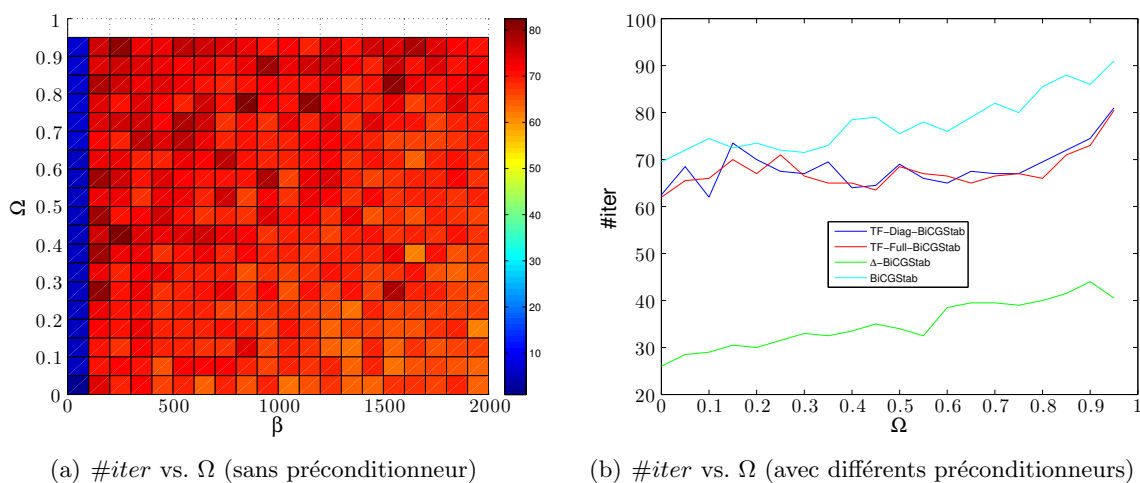 1
0.9
0.8
0.7
0.6
0.5
0.4
0.3
0.2
0.1
0
Ω
0 500 1000 1500 2000
β
80
70
60
50
40
30
20
10
(a) #iter vs. Ω (sans préconditionneur)
100
90
80
70
60
50
40
30
20
#iter
TF-Diag-BiCGStab
TF-Full-BiCGStab
Δ-BiCGStab
BiCGStab
0 0.1 0.2 0.3 0.4 0.5 0.6 0.7 0.8 0.9 1
Ω
(b) #iter vs. Ω (avec différents préconditionneurs)